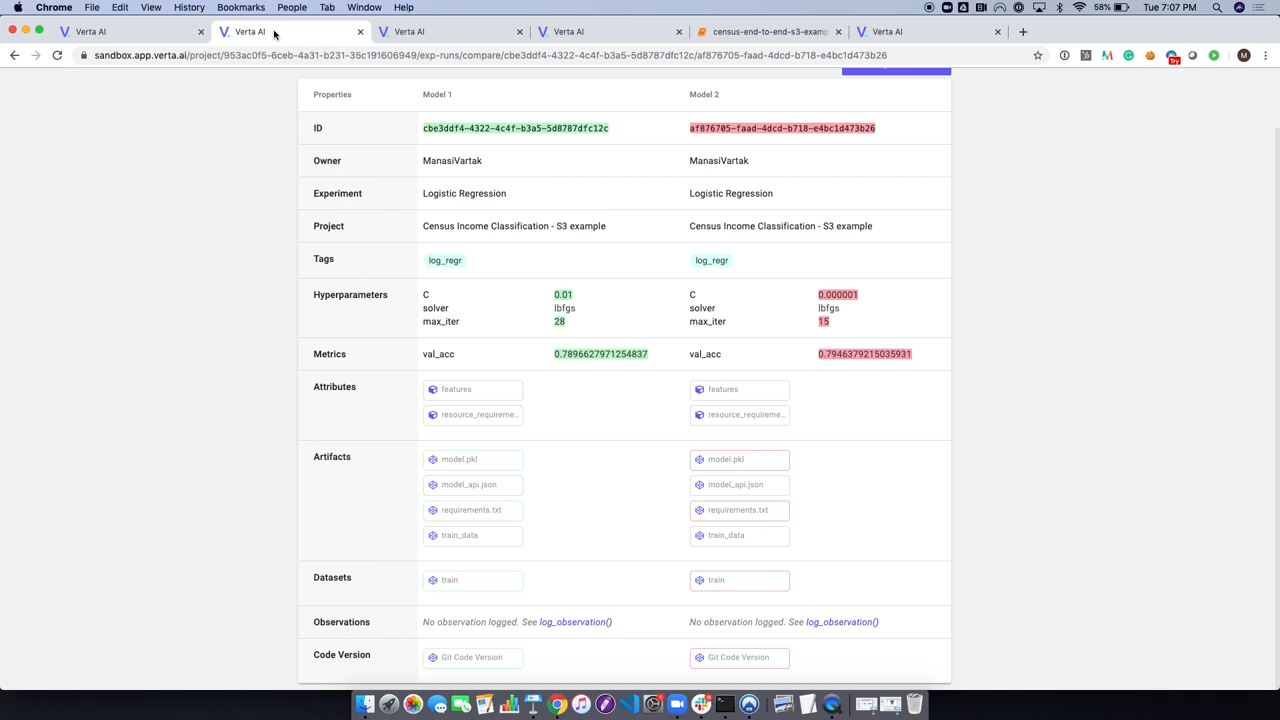 Chrome File Edit View History Bookmarks People Tab Window Help 58% Tue 7:07 PM
Verta AI Verta AI Verta AI Verta AI census-end-to-end-s3-examp Verta AI
sandbox.app.verta.ai/project/953ac0f5-6ceb-4a31-b231-35c191606949/exp-runs/compare/cbe3ddf4-4322-4c4f-b3a5-5d8787dfc12c/af876705-faad-4dcd-b718-e4bc1d473b26
Try
M
Properties Model 1 Model 2
ID cbe3ddf4-4322-4c4f-b3a5-5d8787dfc12c af876705-faad-4dcd-b718-e4bc1d473b26
Owner ManasiVartak ManasiVartak
Experiment Logistic Regression Logistic Regression
Project Census Income Classification - S3 example Census Income Classification - S3 example
Tags log_regr log_regr
Hyperparameters C 0.01 C 0.000001
solver lbfgs solver lbfgs
max_iter 28 max_iter 15
Metrics val_acc 0.7896627971254837 val_acc 0.7946379215035931
Attributes features features
resource_requireme... resource_requireme...
Artifacts model.pkl model.pkl
model_api.json model_api.json
requirements.txt requirements.txt
train_data train_data
Datasets train train
Observations No observation logged. See log_observation() No observation logged. See log_observation()
Code Version Git Code Version Git Code Version